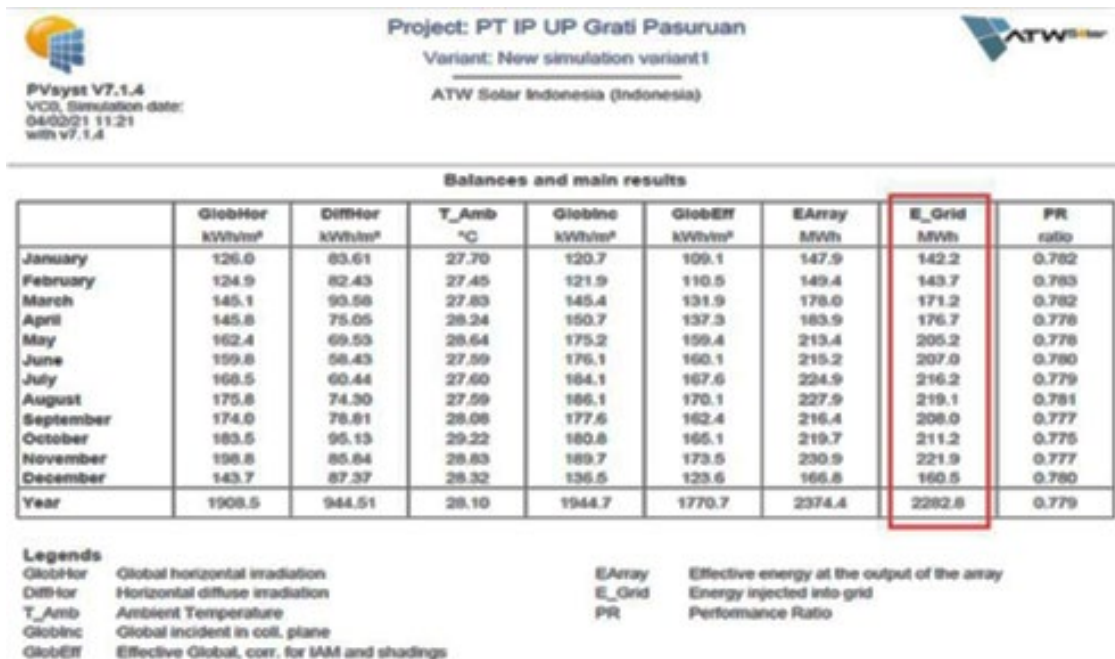 Project: PT IP UP Grati Pasuruan
Variant: New simulation variant1
ATW Solar Indonesia (Indonesia)
ATW Solar
PVsyst V7.1.4
VC0, Simulation date:
04/02/21 11:21
with v7.1.4
Balances and main results
GlobHor DiffHor T_Amb GlobInc GlobEff EArray E_Grid PR
kWh/m² kWh/m² °C kWh/m² kWh/m² MWh MWh ratio
January 126.0 83.61 27.70 120.7 109.1 147.9 142.2 0.782
February 124.9 82.43 27.45 121.9 110.5 149.4 143.7 0.783
March 145.1 93.58 27.83 145.4 131.9 178.0 171.2 0.782
April 145.8 75.05 28.24 150.7 137.3 183.9 176.7 0.778
May 162.4 69.53 28.64 175.2 159.4 213.4 205.2 0.778
June 159.8 58.43 27.59 176.1 160.1 215.2 207.0 0.780
July 168.5 60.44 27.60 184.1 167.6 224.9 216.2 0.779
August 175.8 74.30 27.59 186.1 170.1 227.9 219.1 0.781
September 174.0 78.81 28.08 177.6 162.4 216.4 208.0 0.777
October 183.5 95.13 29.22 180.8 165.1 219.7 211.2 0.775
November 198.8 85.84 28.83 189.7 173.5 230.9 221.9 0.777
December 143.7 87.37 28.32 136.5 123.6 166.8 160.5 0.780
Year 1908.5 944.51 28.10 1944.7 1770.7 2374.4 2282.8 0.779
Legends
GlobHor Global horizontal irradiation EArray Effective energy at the output of the array
DiffHor Horizontal diffuse irradiation E_Grid Energy injected into grid
T_Amb Ambient Temperature PR Performance Ratio
GlobInc Global incident in coll. plane
GlobEff Effective Global, corr. for IAM and shadings